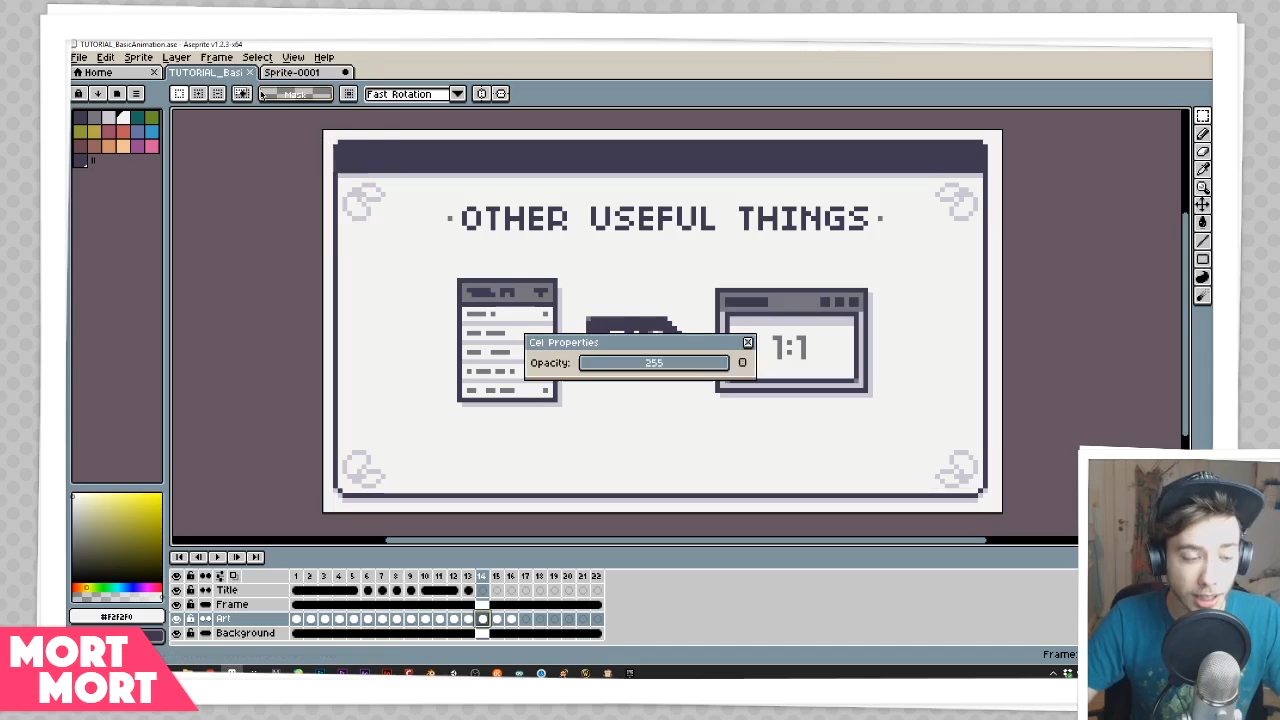 TUTORIAL_BasicAnimation.ase - Aseprite v1.2.3-x64
File Edit Sprite Layer Frame Select View Help
Home TUTORIAL_Basi Sprite-0001
Mask Fast Rotation
·OTHER USEFUL THINGS·
1:1
Cel Properties
Opacity: 255
1 2 3 4 5 6 7 8 9 10 11 12 13 14 15 16 17 18 19 20 21 22
Title
Frame
Art
Background
#F2F2F0
Frame:
MORT
MORT